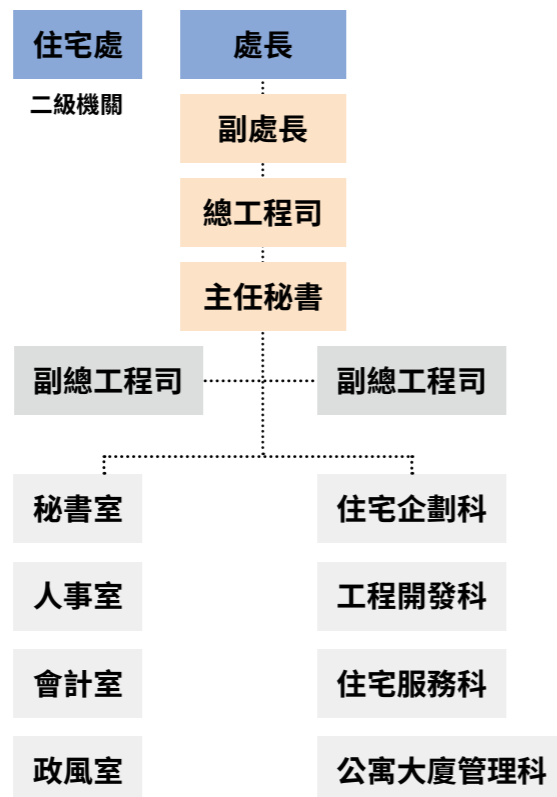 住宅處
二級機關
處長
副處長
總工程司
主任秘書
副總工程司
副總工程司
秘書室
人事室
會計室
政風室
住宅企劃科
工程開發科
住宅服務科
公寓大廈管理科